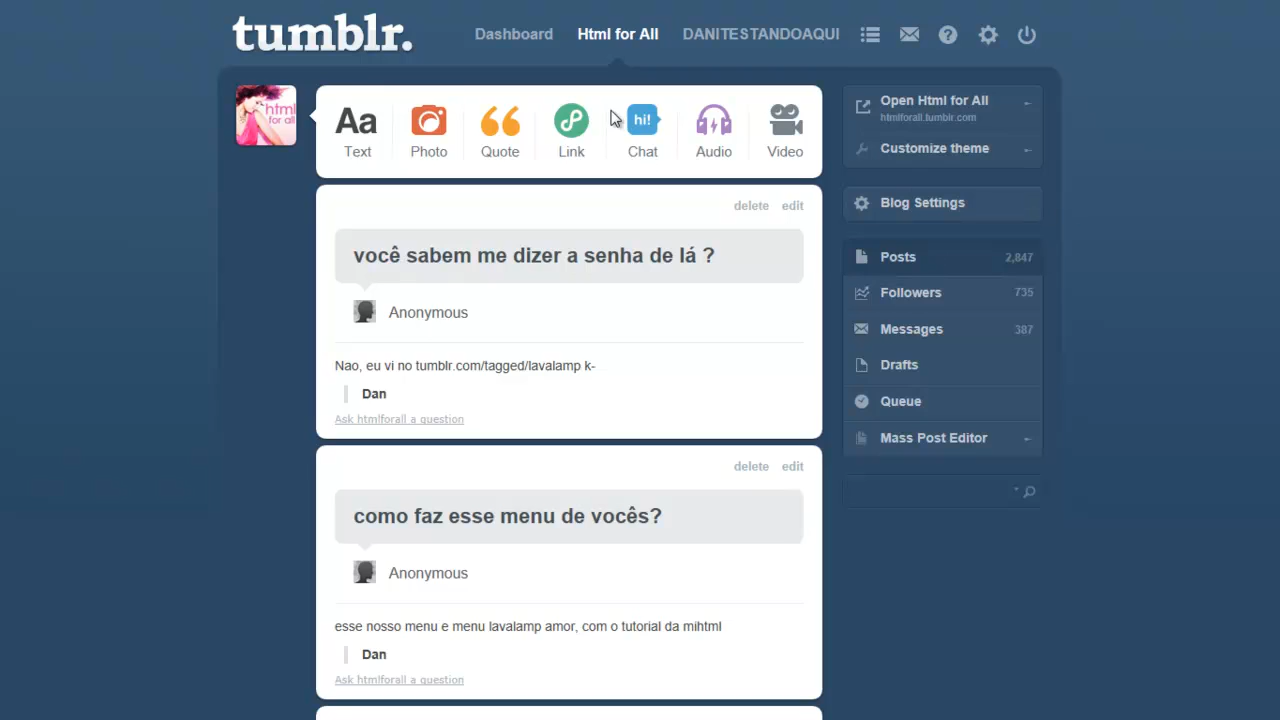 tumblr.
Dashboard Html for All DANITESTANDOAQUI
html
for all
Aa
hi!
Text Photo Quote Link Chat Audio Video
Open Html for All
htmlforall.tumblr.com
Customize theme
Blog Settings
Posts 2,847
Followers 735
Messages 387
Drafts
Queue
Mass Post Editor
delete edit
você sabem me dizer a senha de lá ?
Anonymous
Nao, eu vi no tumblr.com/tagged/lavalamp k-
Dan
Ask htmlforall a question
delete edit
como faz esse menu de vocês?
Anonymous
esse nosso menu e menu lavalamp amor, com o tutorial da mihtml
Dan
Ask htmlforall a question